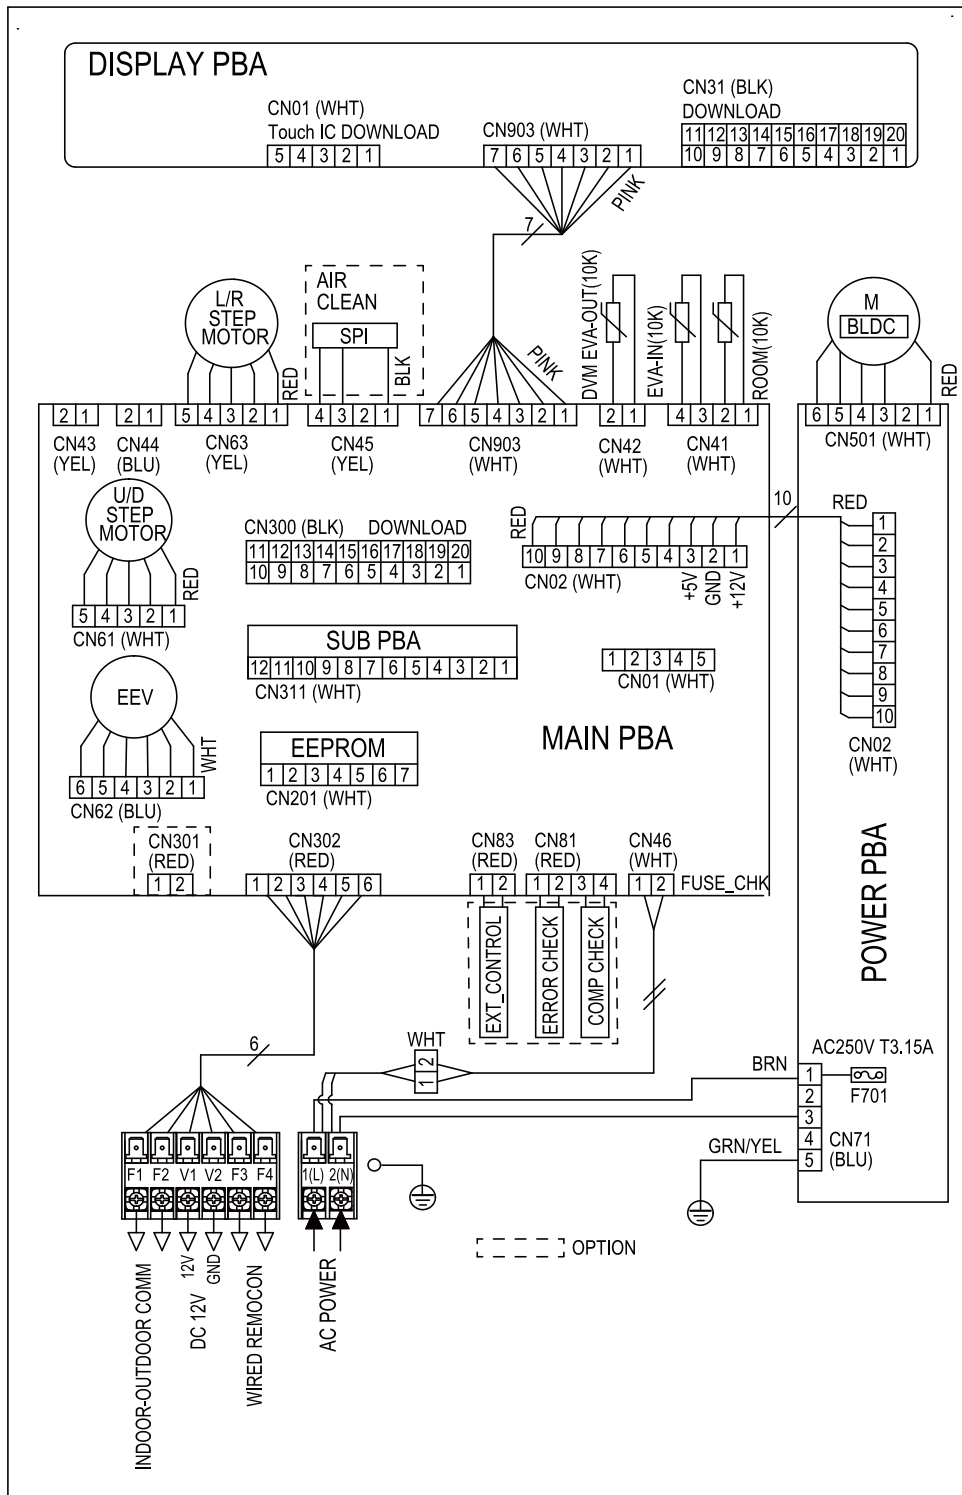 DISPLAY PBA
CN01 (WHT)
Touch IC DOWNLOAD
5 4 3 2 1
CN903 (WHT)
7 6 5 4 3 2 1
CN31 (BLK)
DOWNLOAD
11 12 13 14 15 16 17 18 19 20
10 9 8 7 6 5 4 3 2 1
PINK
7
L/R
STEP
MOTOR
RED
AIR
CLEAN
SPI
BLK
PINK
DVM EVA-OUT(10K)
EVA-IN(10K)
ROOM(10K)
M
BLDC
RED
2 1
CN43
(YEL)
2 1
CN44
(BLU)
5 4 3 2 1
CN63
(YEL)
4 3 2 1
CN45
(YEL)
7 6 5 4 3 2 1
CN903
(WHT)
2 1
CN42
(WHT)
4 3 2 1
CN41
(WHT)
6 5 4 3 2 1
CN501 (WHT)
U/D
STEP
MOTOR
RED
5 4 3 2 1
CN61 (WHT)
CN300 (BLK) DOWNLOAD
11 12 13 14 15 16 17 18 19 20
10 9 8 7 6 5 4 3 2 1
RED
10 9 8 7 6 5 4 3 2 1
CN02 (WHT)
+5V
GND
+12V
10
RED
1
2
3
4
5
6
7
8
9
10
CN02
(WHT)
SUB PBA
12 11 10 9 8 7 6 5 4 3 2 1
CN311 (WHT)
1 2 3 4 5
CN01 (WHT)
EEV
WHT
6 5 4 3 2 1
CN62 (BLU)
EEPROM
1 2 3 4 5 6 7
CN201 (WHT)
MAIN PBA
POWER PBA
CN301
(RED)
1 2
CN302
(RED)
1 2 3 4 5 6
CN83
(RED)
1 2
CN81
(RED)
1 2 3 4
CN46
(WHT)
1 2
FUSE_CHK
EXT_CONTROL
ERROR CHECK
COMP CHECK
6
WHT
1 2
BRN
AC250V T3.15A
F701
1
2
3
4
5
CN71
(BLU)
GRN/YEL
F1 F2 V1 V2 F3 F4
1(L) 2(N)
INDOOR-OUTDOOR COMM
12V
GND
DC 12V
WIRED REMOCON
AC POWER
OPTION